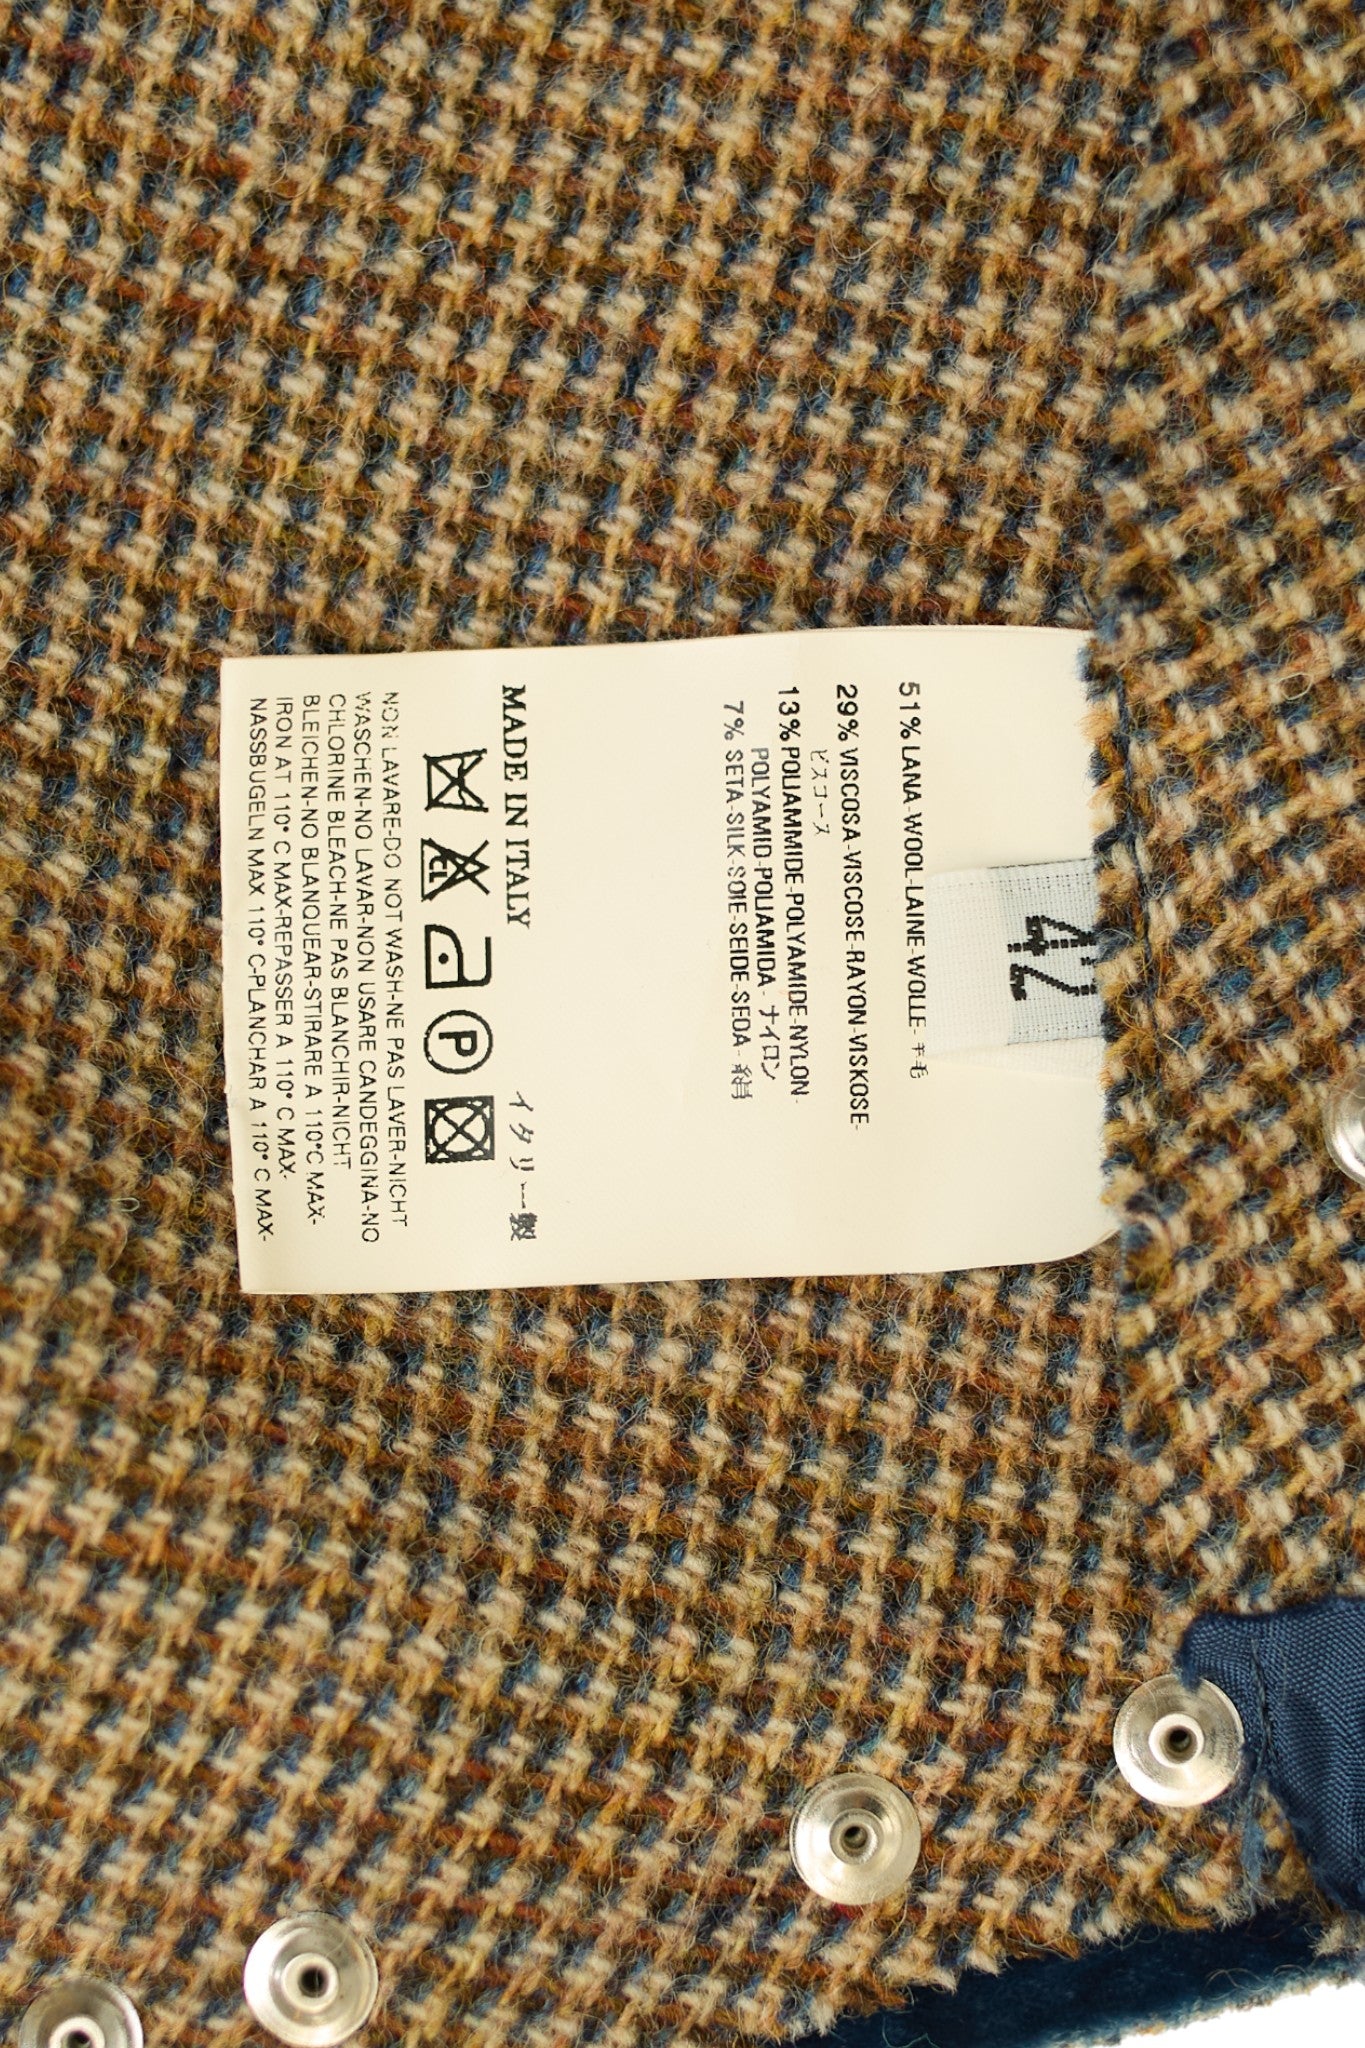 42
51% LANA-WOOL-LAINE-WOLLE-羊毛
29% VISCOSA-VISCOSE-RAYON-VISKOSE-
ビスコース
13% POLIAMMIDE-POLYAMIDE-NYLON-
POLYAMID-POLIAMIDA-ナイロン
7% SETA-SILK-SOIE-SEIDE-SEDA-絹
MADE IN ITALY イタリー製
CL P
NON LAVARE-DO NOT WASH-NE PAS LAVER-NICHT
WASCHEN-NO LAVAR-NON USARE CANDEGGINA-NO
CHLORINE BLEACH-NE PAS BLANCHIR-NICHT
BLEICHEN-NO BLANQUEAR-STIRARE A 110°C MAX-
IRON AT 110° C MAX-REPASSER A 110° C MAX-
NASSBUGELN MAX 110° C-PLANCHAR A 110° C MAX-